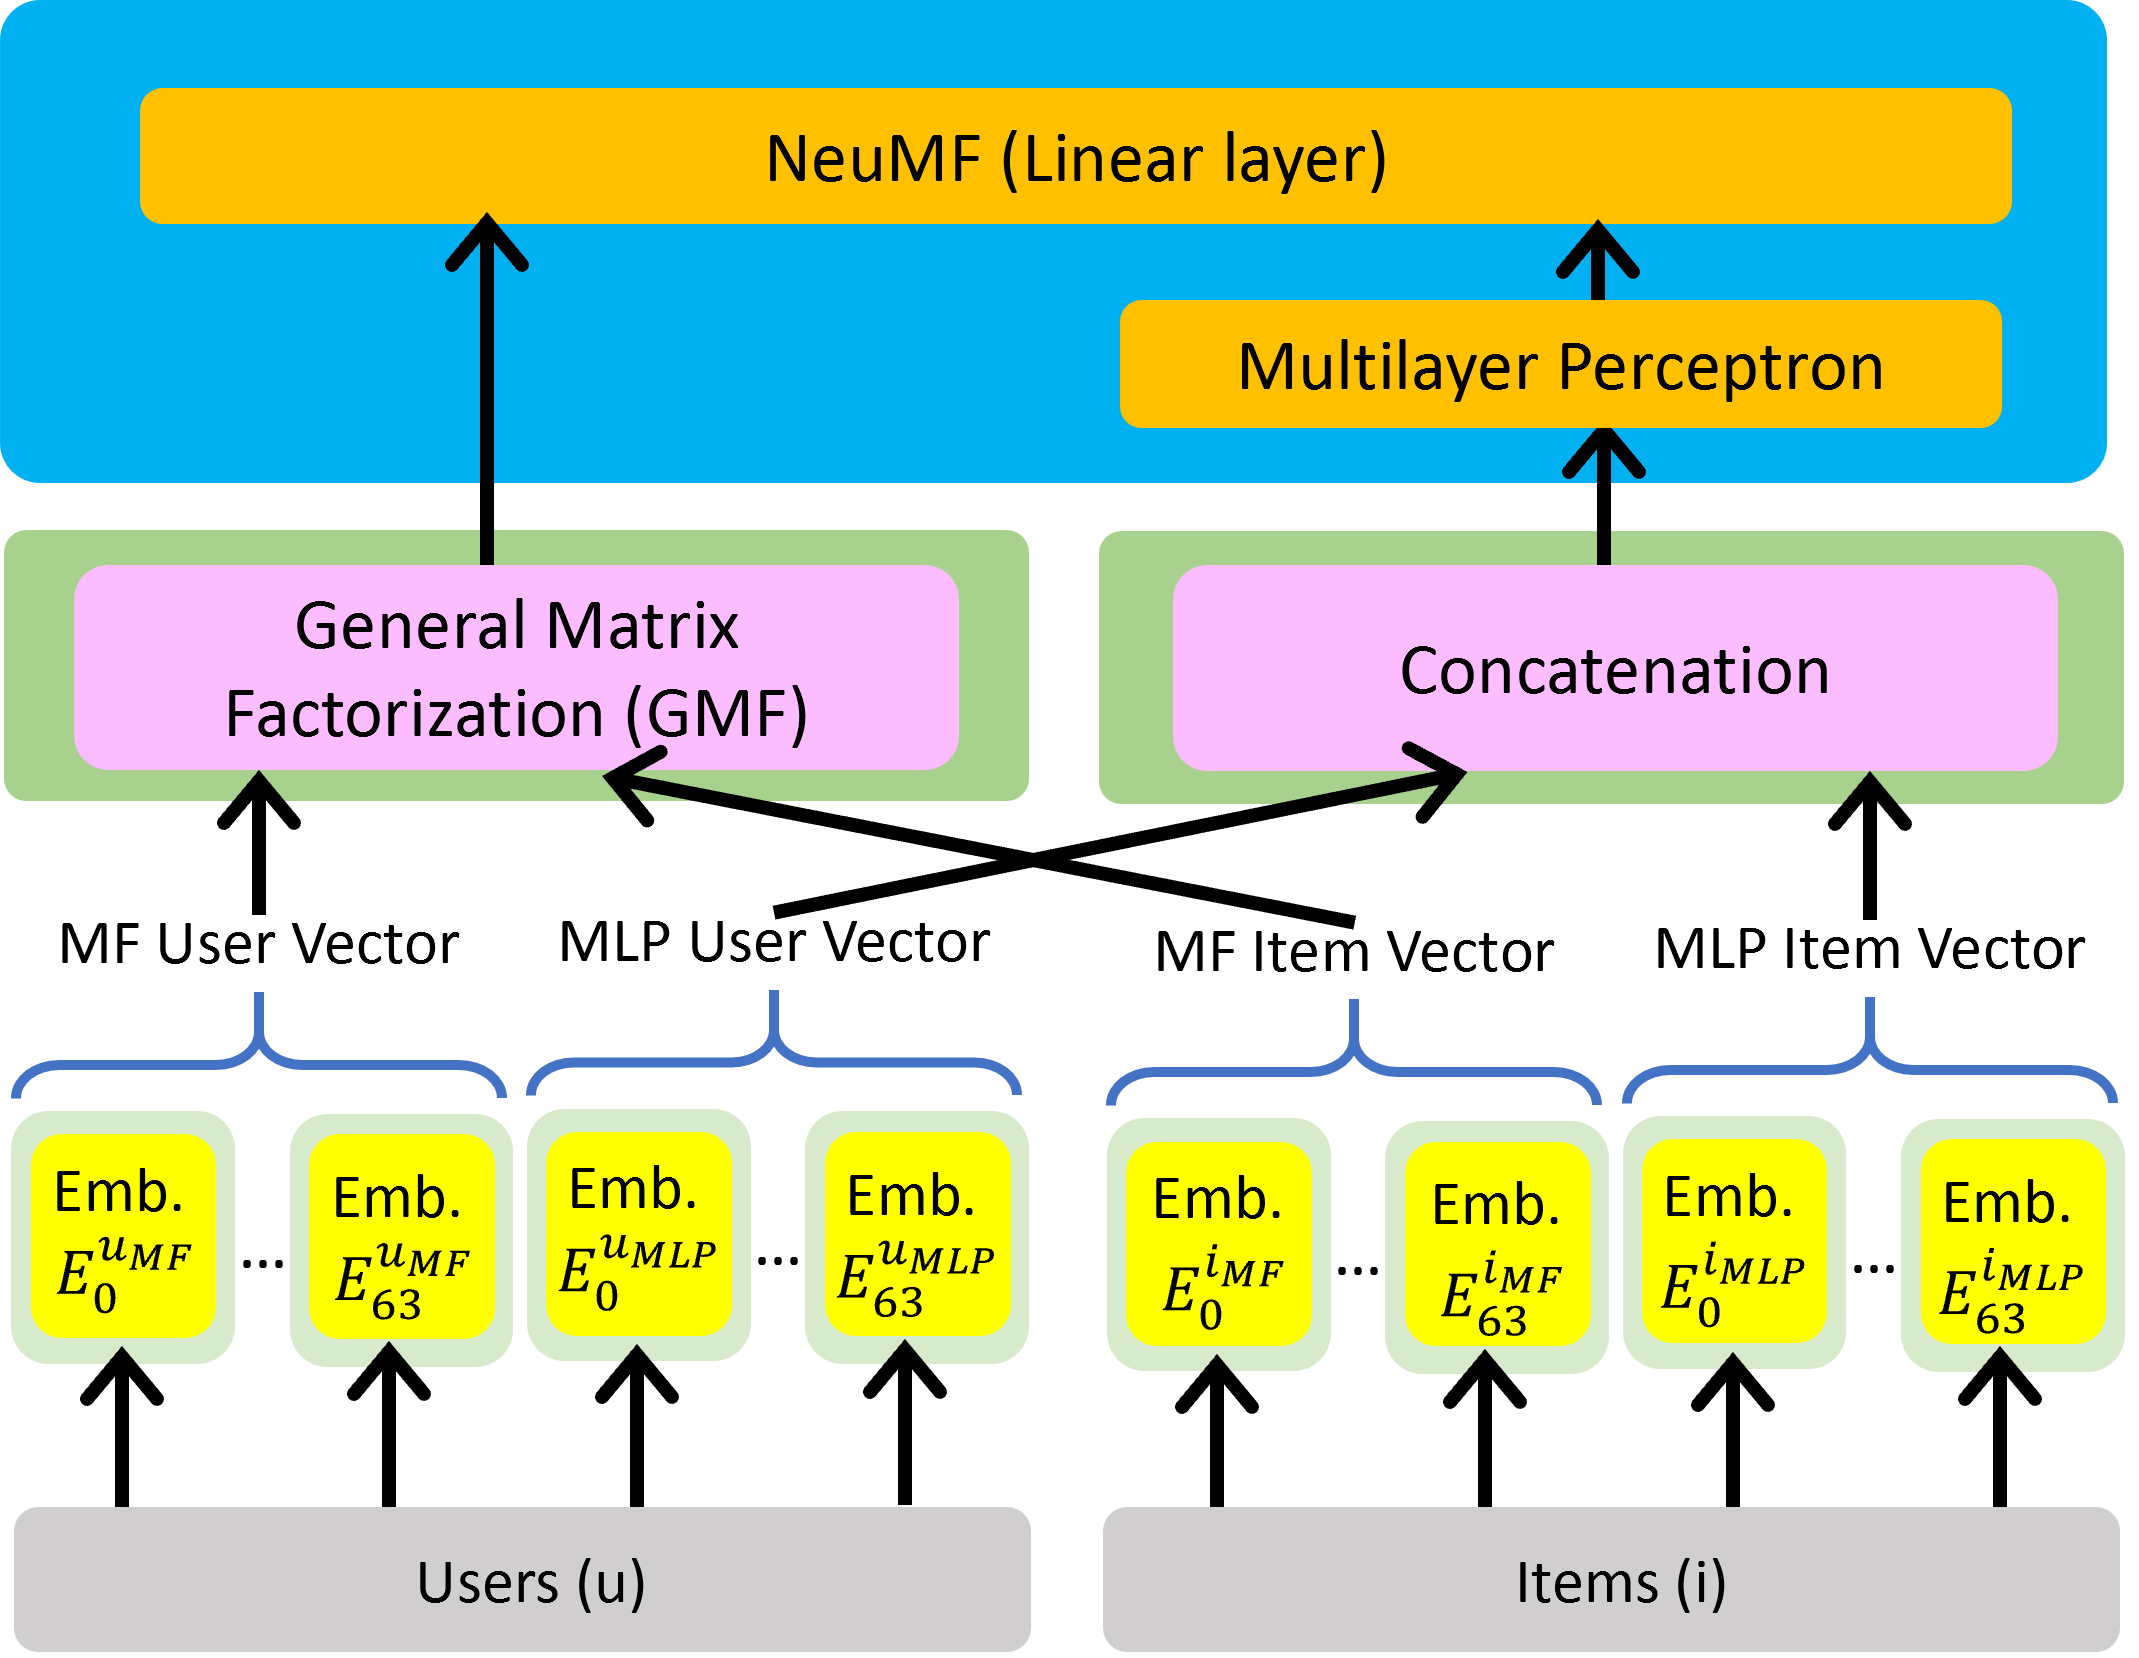 NeuMF (Linear layer)
Multilayer Perceptron
General Matrix
Factorization (GMF)
Concatenation
MF User Vector
MLP User Vector
MF Item Vector
MLP Item Vector
Emb.
E_0^{u_{MF}}
...
Emb.
E_{63}^{u_{MF}}
Emb.
E_0^{u_{MLP}}
...
Emb.
E_{63}^{u_{MLP}}
Emb.
E_0^{i_{MF}}
...
Emb.
E_{63}^{i_{MF}}
Emb.
E_0^{i_{MLP}}
...
Emb.
E_{63}^{i_{MLP}}
Users (u)
Items (i)